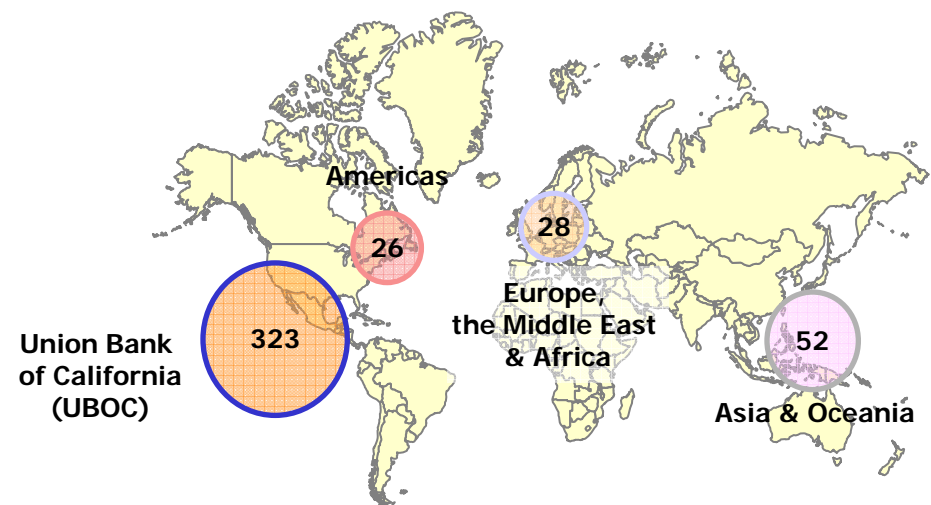 Americas
26
28
Europe,
the Middle East
& Africa
323
Union Bank
of California
(UBOC)
52
Asia & Oceania